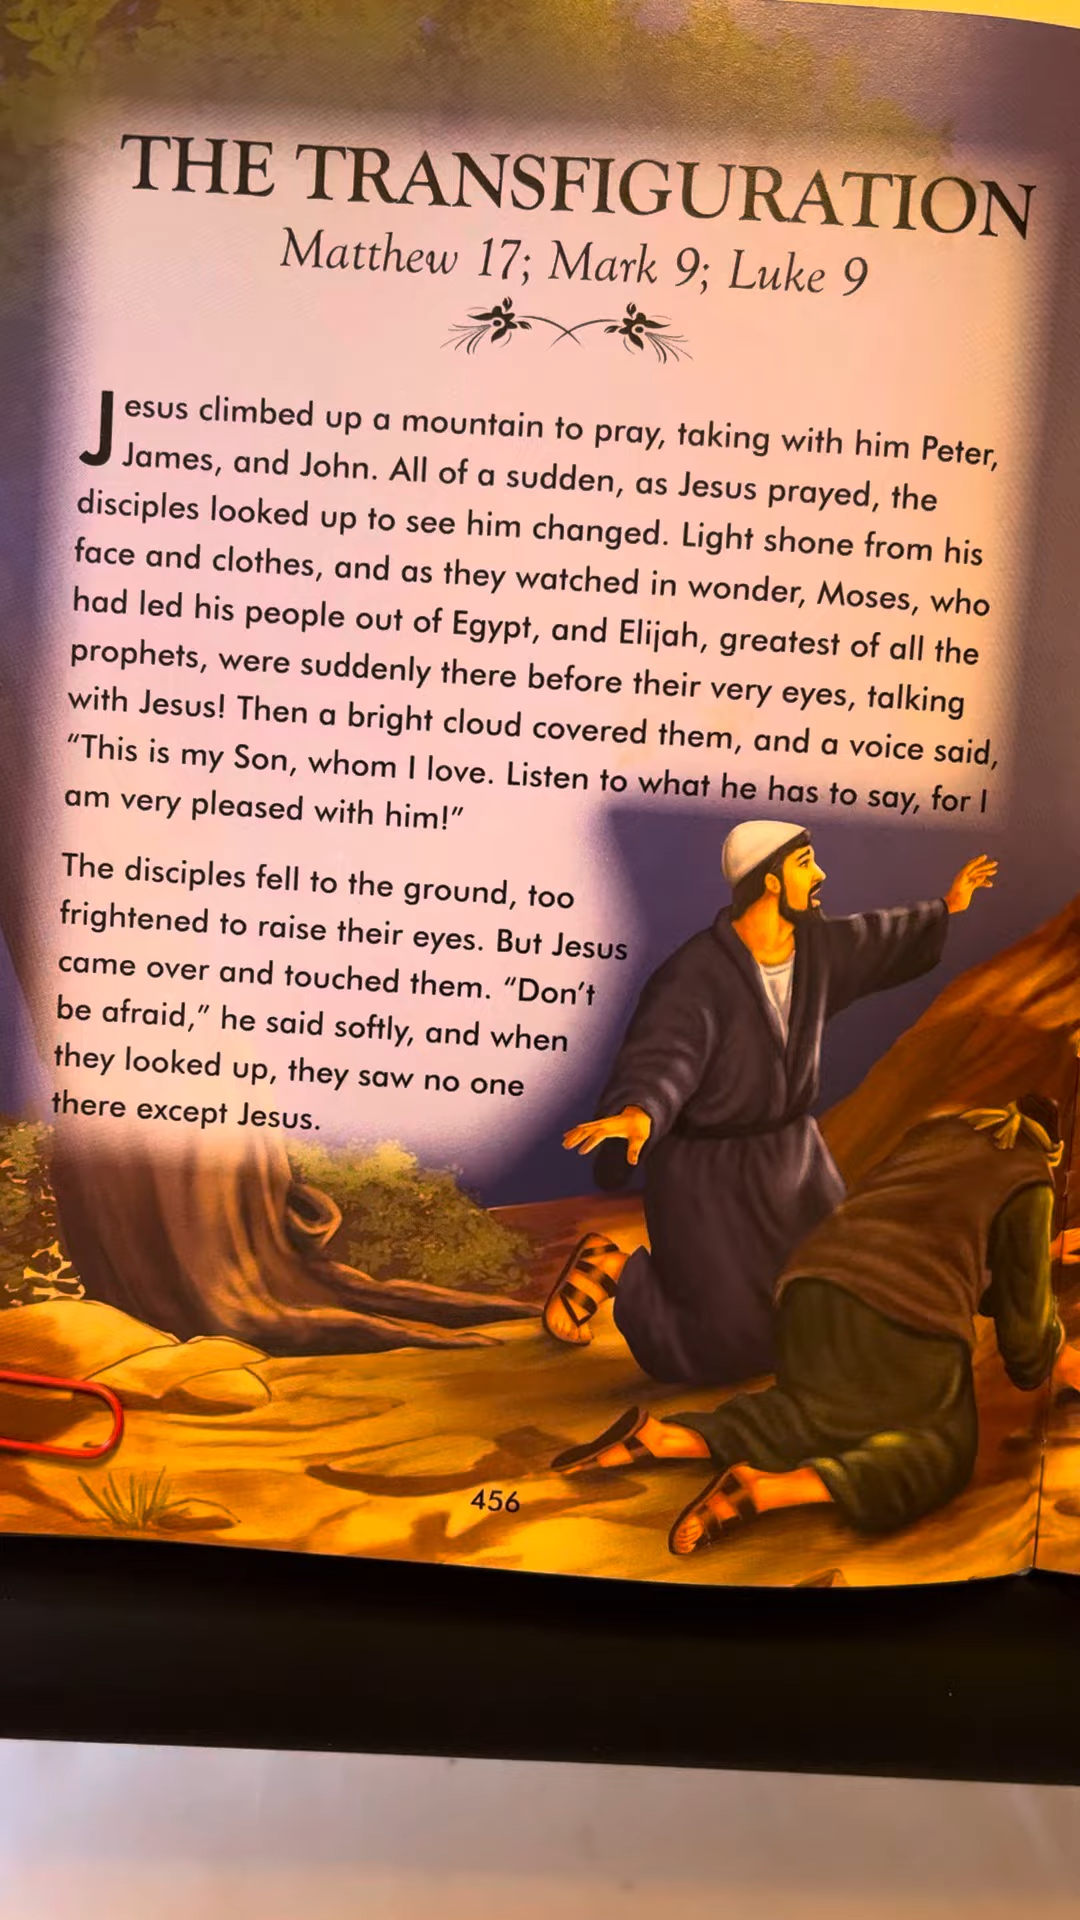 THE TRANSFIGURATION
Matthew 17; Mark 9; Luke 9
Jesus climbed up a mountain to pray, taking with him Peter,
James, and John. All of a sudden, as Jesus prayed, the
disciples looked up to see him changed. Light shone from his
face and clothes, and as they watched in wonder, Moses, who
had led his people out of Egypt, and Elijah, greatest of all the
prophets, were suddenly there before their very eyes, talking
with Jesus! Then a bright cloud covered them, and a voice said,
“This is my Son, whom I love. Listen to what he has to say, for I
am very pleased with him!”
The disciples fell to the ground, too
frightened to raise their eyes. But Jesus
came over and touched them. “Don’t
be afraid,” he said softly, and when
they looked up, they saw no one
there except Jesus.
456